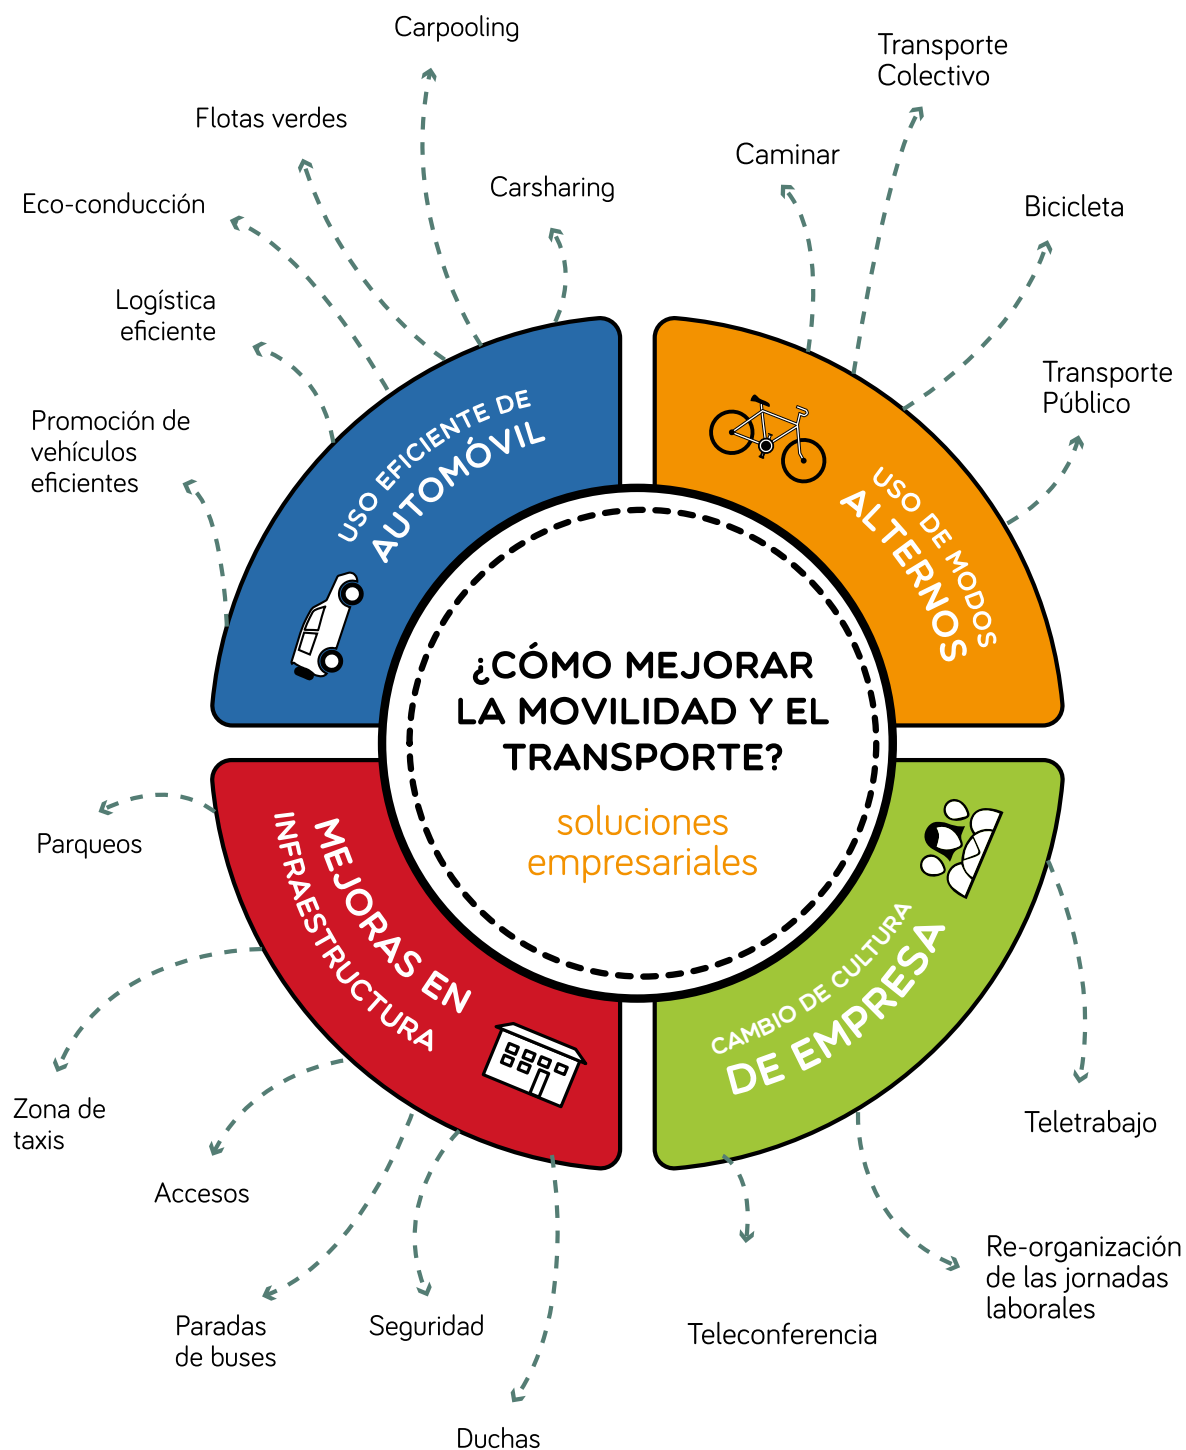 Carpooling
Flotas verdes
Eco-conducción
Carsharing
Logística
eficiente
Promoción de
vehículos
eficientes
Transporte
Colectivo
Caminar
Bicicleta
Transporte
Público
USO EFICIENTE DE
AUTOMÓVIL
USO DE MODOS
ALTERNOS
¿CÓMO MEJORAR
LA MOVILIDAD Y EL
TRANSPORTE?
soluciones
empresariales
MEJORAS EN
INFRAESTRUCTURA
CAMBIO DE CULTURA
DE EMPRESA
Parqueos
Zona de
taxis
Accesos
Paradas
de buses
Seguridad
Duchas
Teletrabajo
Re-organización
de las jornadas
laborales
Teleconferencia